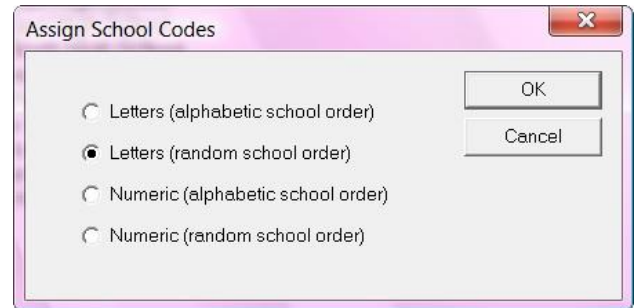 Assign School Codes
OK
Letters (alphabetic school order)
Cancel
Letters (random school order)
Numeric (alphabetic school order)
Numeric (random school order)